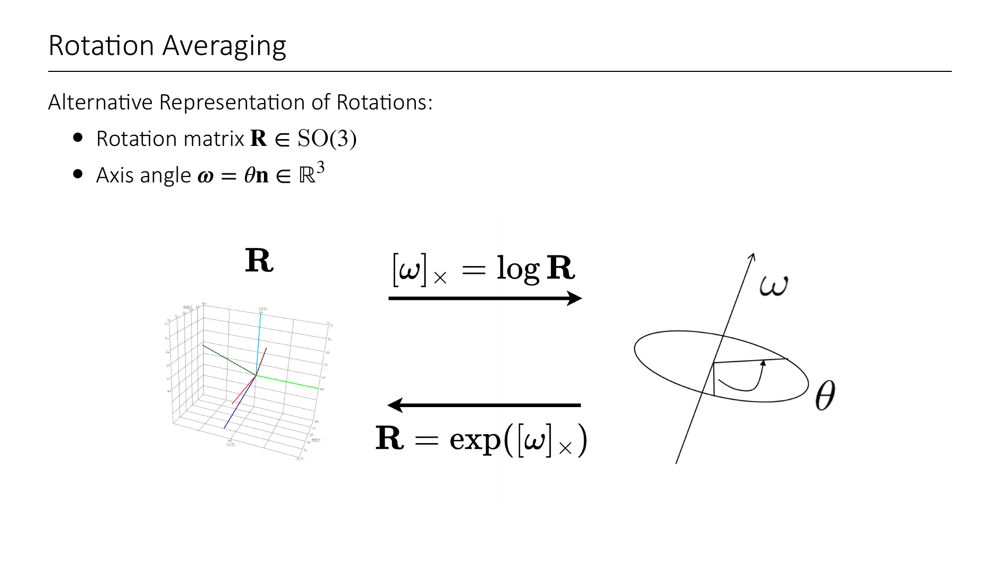 Rotation Averaging
Alternative Representation of Rotations:
• Rotation matrix R ∈ SO(3)
• Axis angle ω = θn ∈ ℝ³
R
[ω]× = log R
ω
θ
R = exp([ω]×)